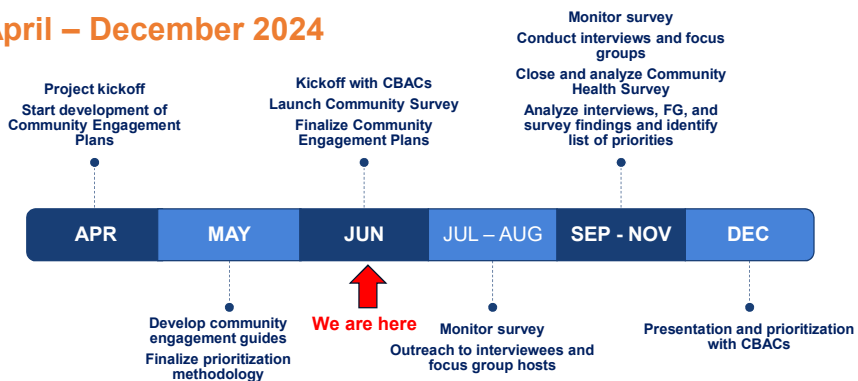 April – December 2024
Project kickoff
Start development of
Community Engagement
Plans
Kickoff with CBACs
Launch Community Survey
Finalize Community
Engagement Plans
Monitor survey
Conduct interviews and focus
groups
Close and analyze Community
Health Survey
Analyze interviews, FG, and
survey findings and identify
list of priorities
APR
MAY
JUN
JUL – AUG
SEP - NOV
DEC
Develop community
engagement guides
Finalize prioritization
methodology
We are here
Monitor survey
Outreach to interviewees and
focus group hosts
Presentation and prioritization
with CBACs